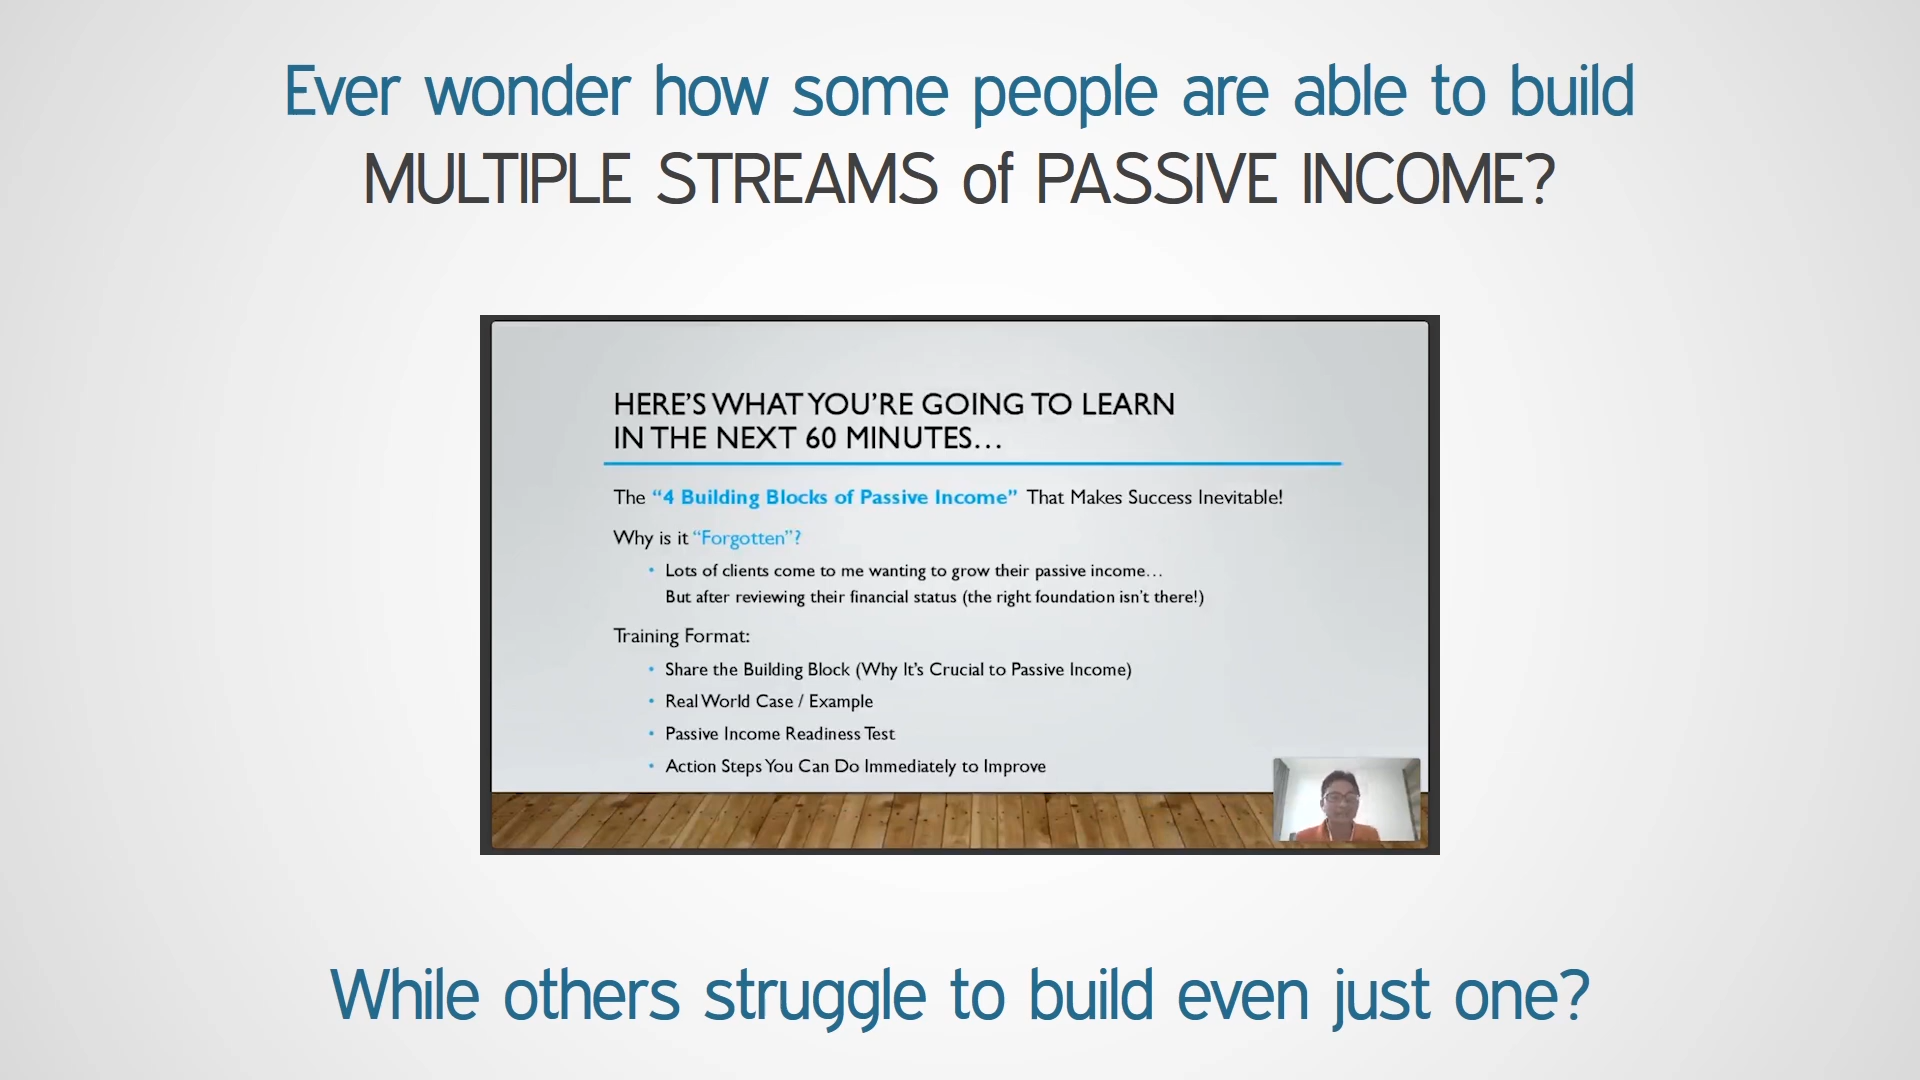 Ever wonder how some people are able to build
MULTIPLE STREAMS of PASSIVE INCOME?
HERE'S WHAT YOU'RE GOING TO LEARN
IN THE NEXT 60 MINUTES…
The “4 Building Blocks of Passive Income” That Makes Success Inevitable!
Why is it “Forgotten”?
• Lots of clients come to me wanting to grow their passive income…
But after reviewing their financial status (the right foundation isn't there!)
Training Format:
• Share the Building Block (Why It's Crucial to Passive Income)
• Real World Case / Example
• Passive Income Readiness Test
• Action Steps You Can Do Immediately to Improve
While others struggle to build even just one?